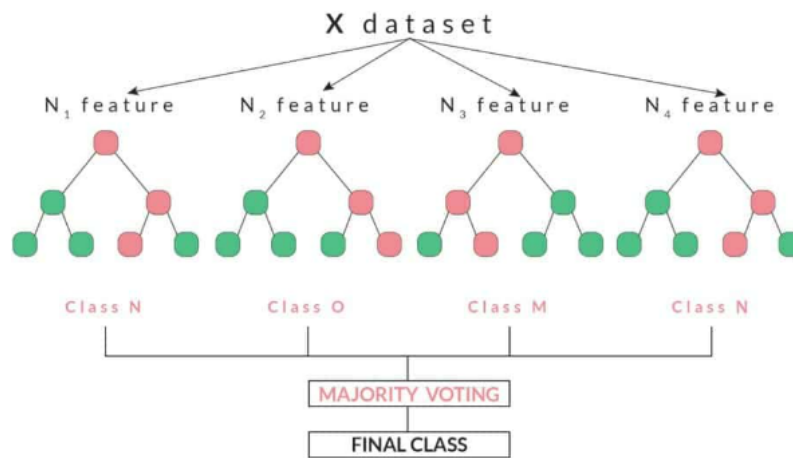 X dataset
N₁ feature N₂ feature N₃ feature N₄ feature
Class N Class O Class M Class N
MAJORITY VOTING
FINAL CLASS